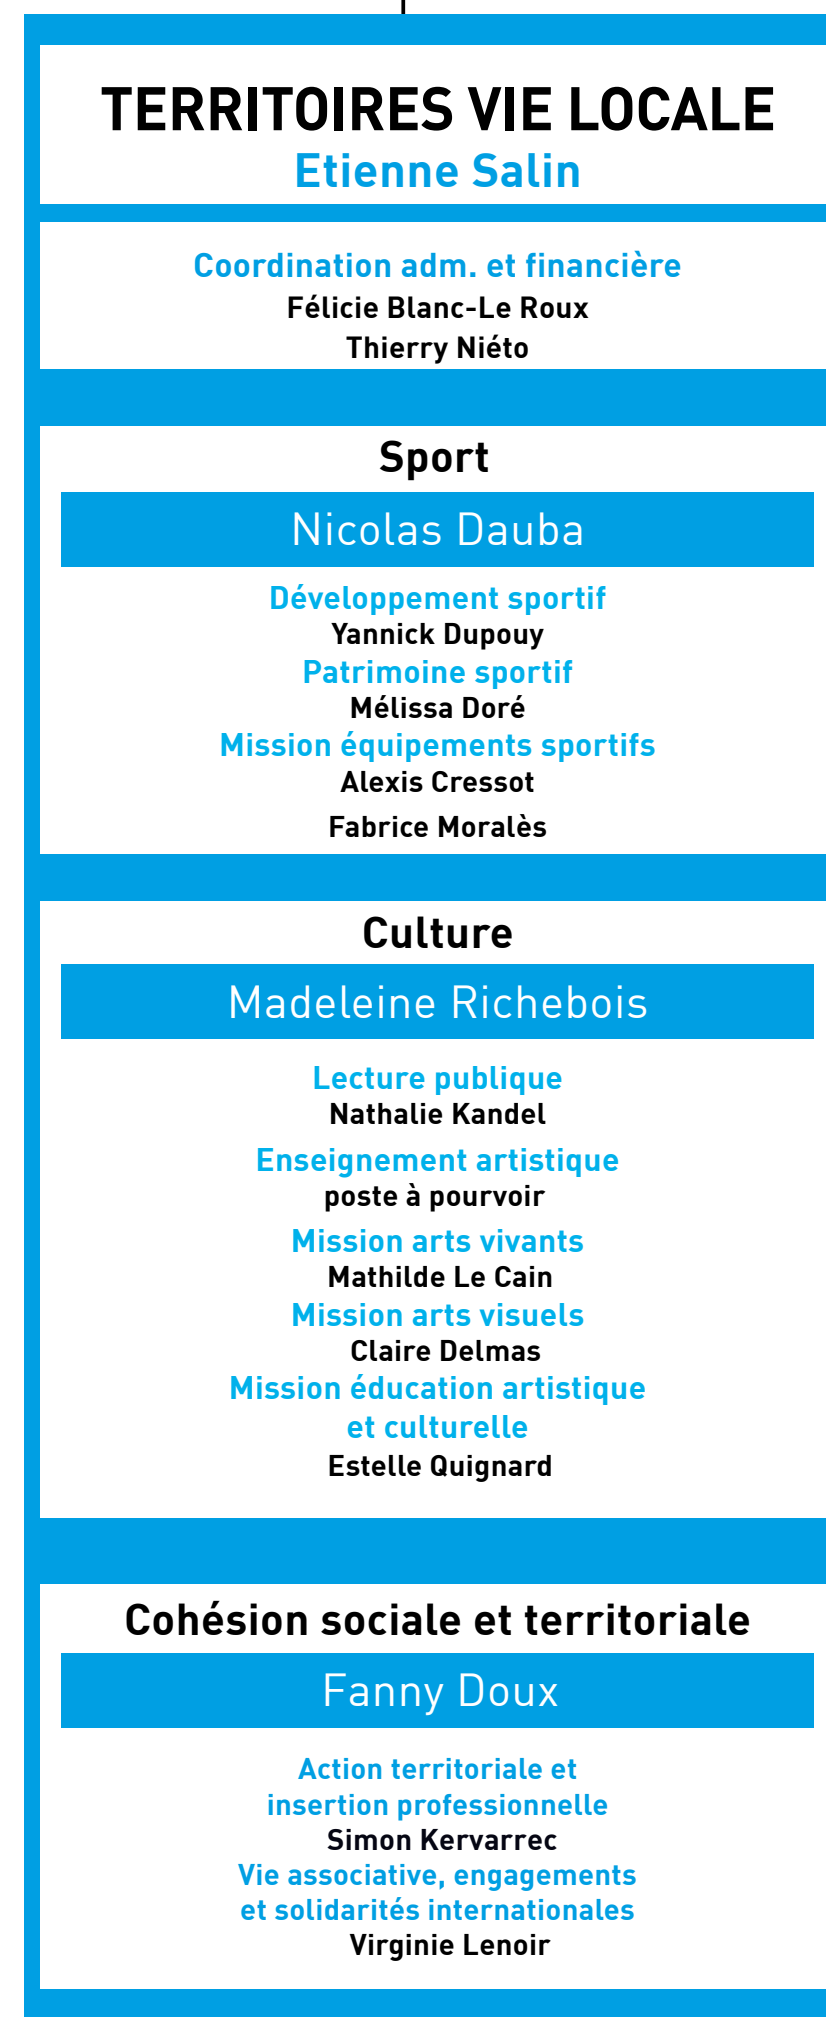 TERRITOIRES VIE LOCALE
Etienne Salin
Coordination adm. et financière
Félicie Blanc-Le Roux
Thierry Niéto
Sport
Nicolas Dauba
Développement sportif
Yannick Dupouy
Patrimoine sportif
Mélissa Doré
Mission équipements sportifs
Alexis Cressot
Fabrice Moralès
Culture
Madeleine Richebois
Lecture publique
Nathalie Kandel
Enseignement artistique
poste à pourvoir
Mission arts vivants
Mathilde Le Cain
Mission arts visuels
Claire Delmas
Mission éducation artistique
et culturelle
Estelle Quignard
Cohésion sociale et territoriale
Fanny Doux
Action territoriale et
insertion professionnelle
Simon Kervarrec
Vie associative, engagements
et solidarités internationales
Virginie Lenoir